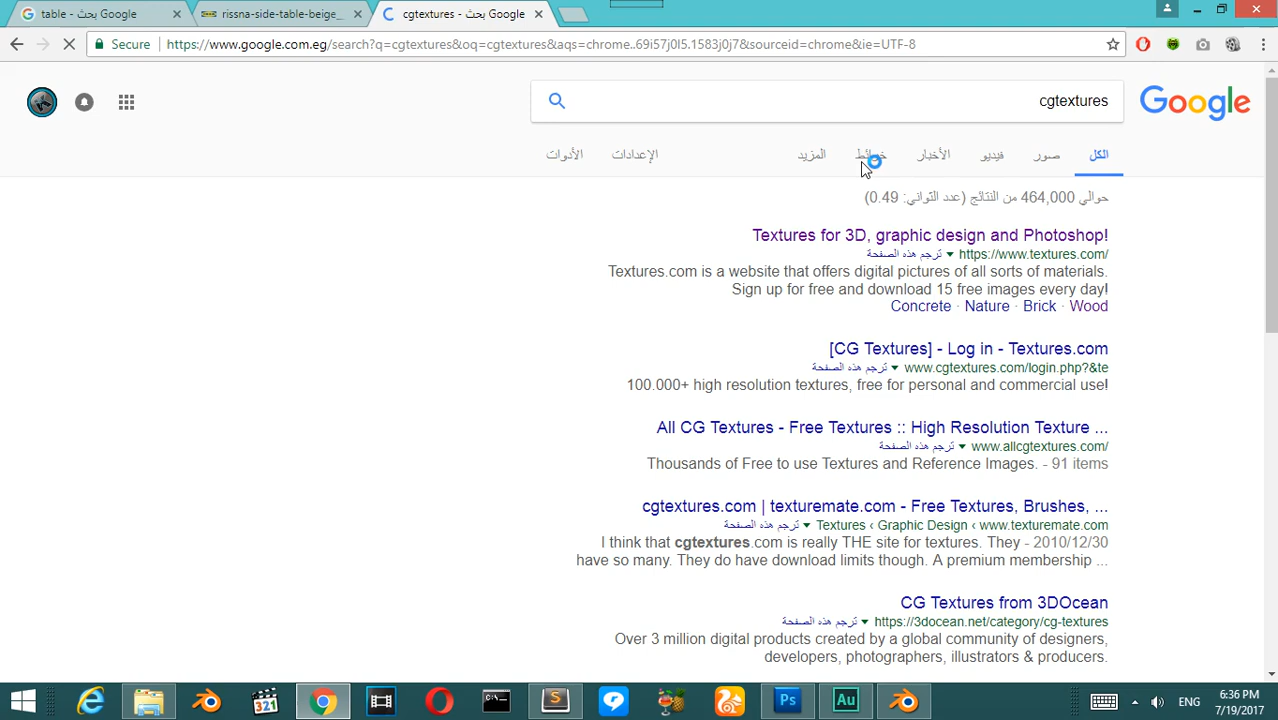 table - بحث Google
rissna-side-table-beige_
cgtextures - بحث Google
Secure
https://www.google.com.eg/search?q=cgtexturs&oq=cgtextures&aqs=chrome..69i57j0l5.1583j0j7&sourceid=chrome&ie=UTF-8
cgtextures
Google
الكل
صور
فيديو
الأخبار
خرائط
المزيد
الإعدادات
الأدوات
حوالي 464,000 من النتائج (عدد الثواني: 0.49)
Textures for 3D, graphic design and Photoshop!
https://www.textures.com/ ▼ ترجم هذه الصفحة
Textures.com is a website that offers digital pictures of all sorts of materials.
Sign up for free and download 15 free images every day!
Concrete · Nature · Brick · Wood
[CG Textures] - Log in - Textures.com
www.cgtextures.com/login.php?&te ▼ ترجم هذه الصفحة
100.000+ high resolution textures, free for personal and commercial use!
All CG Textures - Free Textures :: High Resolution Texture ...
www.allcgtextures.com/ ▼ ترجم هذه الصفحة
Thousands of Free to use Textures and Reference Images. - 91 items
cgtextures.com | texturemate.com - Free Textures, Brushes, ...
ترجم هذه الصفحة ▼ Textures ‹ Graphic Design ‹ www.texturemate.com
I think that cgtextures.com is really THE site for textures. They - 2010/12/30
have so many. They do have download limits though. A premium membership ...
CG Textures from 3DOcean
https://3docean.net/category/cg-textures ▼ ترجم هذه الصفحة
Over 3 million digital products created by a global community of designers,
developers, photographers, illustrators & producers.
321
S
Ps
Au
ENG
6:36 PM
7/19/2017